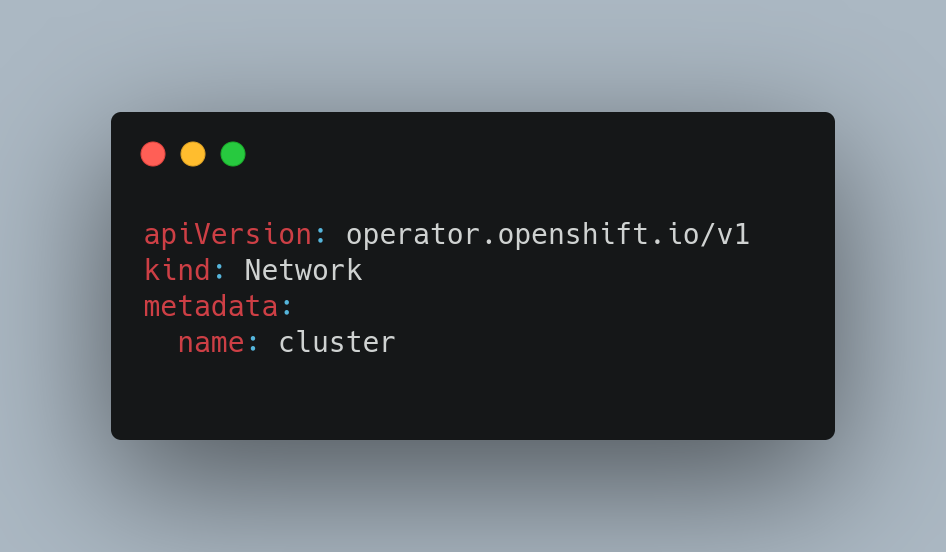 apiVersion: operator.openshift.io/v1
kind: Network
metadata:
  name: cluster